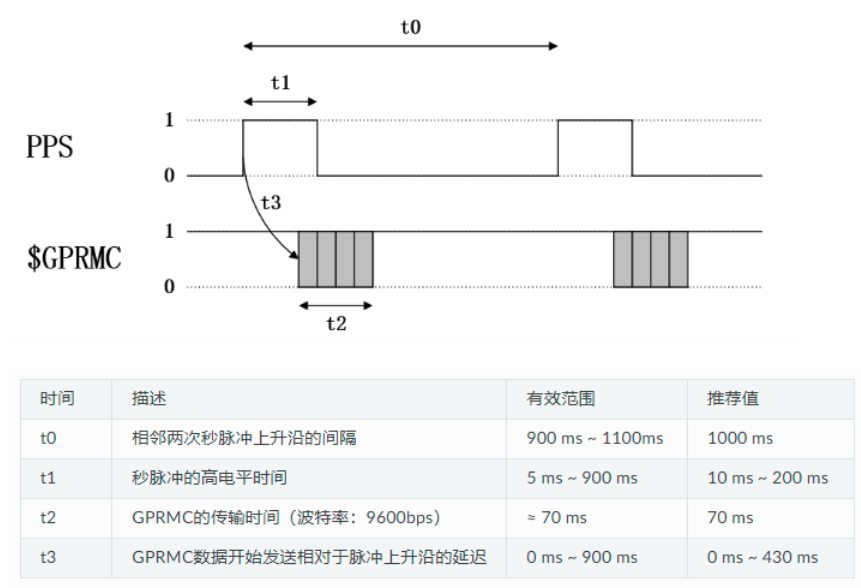 t0
t1
1
PPS
0
t3
1
$GPRMC
0
t2
时间 描述 有效范围 推荐值
t0 相邻两次秒脉冲上升沿的间隔 900 ms ~ 1100ms 1000 ms
t1 秒脉冲的高电平时间 5 ms ~ 900 ms 10 ms ~ 200 ms
t2 GPRMC的传输时间（波特率：9600bps） ≈ 70 ms 70 ms
t3 GPRMC数据开始发送相对于脉冲上升沿的延迟 0 ms ~ 900 ms 0 ms ~ 430 ms